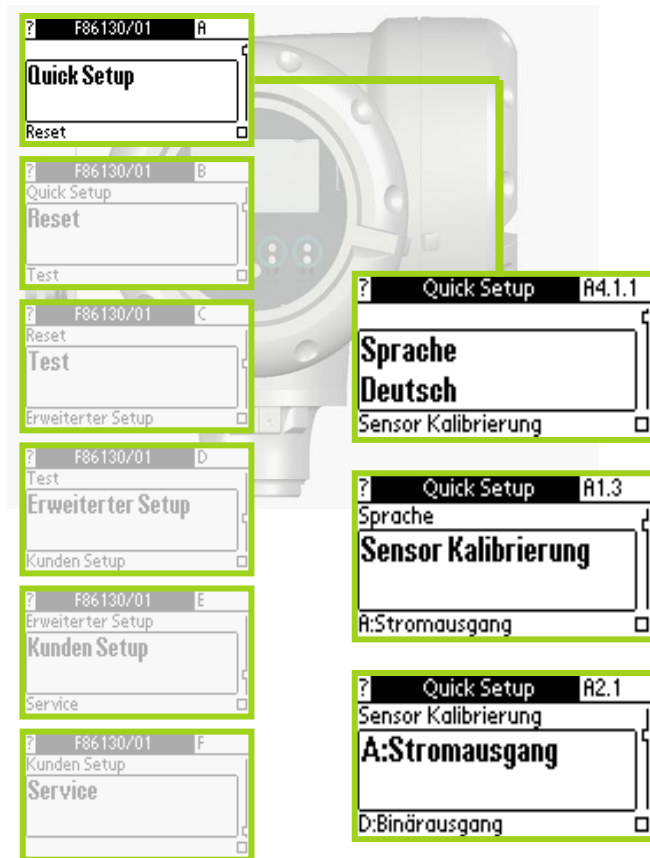 ? F86130/01 A
Quick Setup
Reset
? F86130/01 B
Quick Setup
Reset
Test
? F86130/01 C
Reset
Test
Erweiterter Setup
? F86130/01 D
Test
Erweiterter Setup
Kunden Setup
? F86130/01 E
Erweiterter Setup
Kunden Setup
Service
? F86130/01 F
Kunden Setup
Service
? Quick Setup A4.1.1
Sprache
Deutsch
Sensor Kalibrierung
? Quick Setup A1.3
Sprache
Sensor Kalibrierung
A:Stromausgang
? Quick Setup A2.1
Sensor Kalibrierung
A:Stromausgang
D:Binärausgang